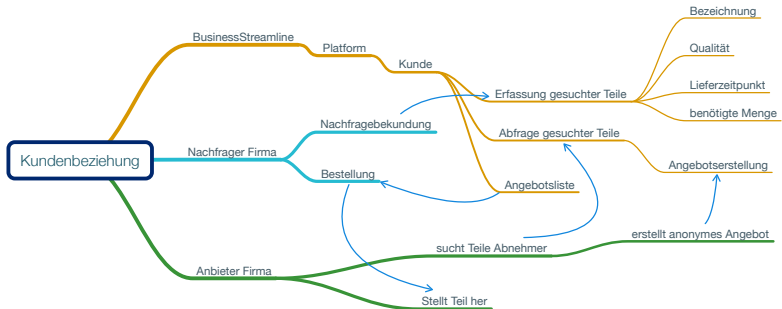 Kundenbeziehung
BusinessStreamline
Platform
Kunde
Erfassung gesuchter Teile
Bezeichnung
Qualität
Lieferzeitpunkt
benötigte Menge
Abfrage gesuchter Teile
Angebotserstellung
Angebotsliste
Nachfrager Firma
Nachfragebekundung
Bestellung
Anbieter Firma
sucht Teile Abnehmer
erstellt anonymes Angebot
Stellt Teil her